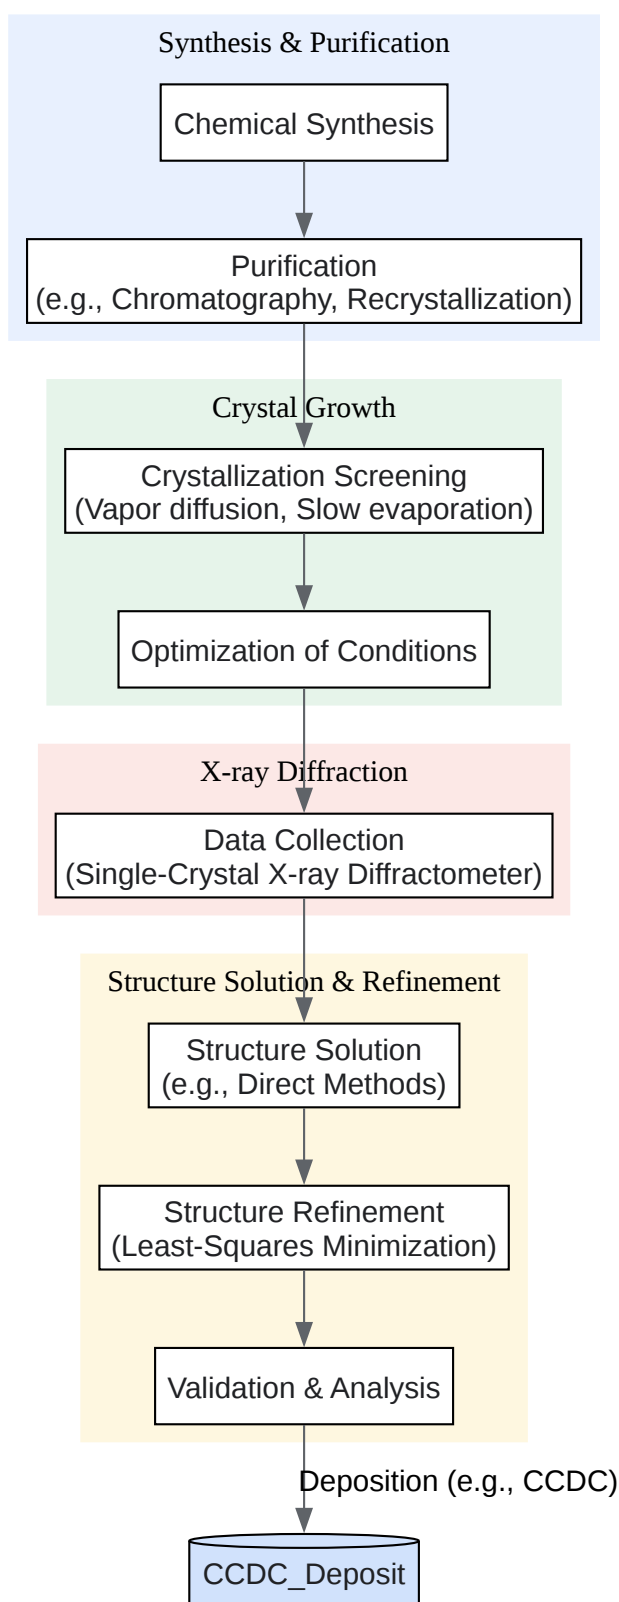 Synthesis & Purification
Chemical Synthesis
Purification
(e.g., Chromatography, Recrystallization)
Crystal Growth
Crystallization Screening
(Vapor diffusion, Slow evaporation)
Optimization of Conditions
X-ray Diffraction
Data Collection
(Single-Crystal X-ray Diffractometer)
Structure Solution & Refinement
Structure Solution
(e.g., Direct Methods)
Structure Refinement
(Least-Squares Minimization)
Validation & Analysis
Deposition (e.g., CCDC)
CCDC_Deposit